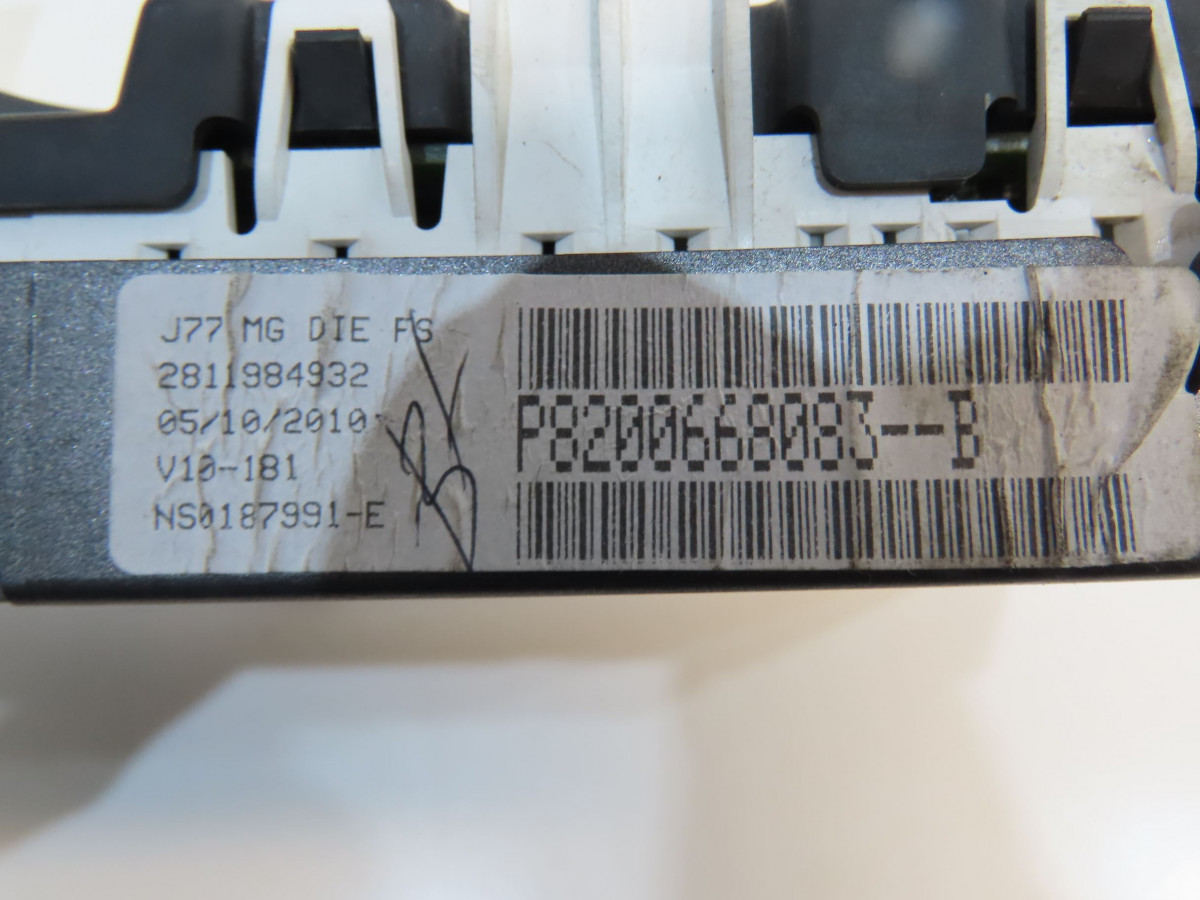 J77 MG DIE FS
2811984932
05/10/2010
V10-181
NS0187991-E
P8200668083--B